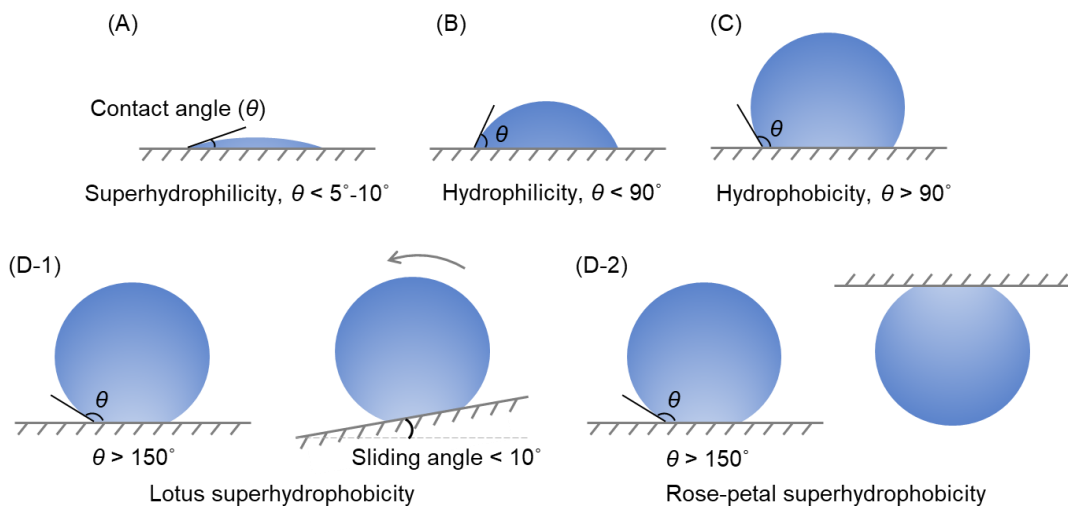 (A)
(B)
(C)
Contact angle (θ)
θ
θ
Superhydrophilicity, θ < 5˚-10˚
Hydrophilicity, θ < 90˚
Hydrophobicity, θ > 90˚
(D-1)
(D-2)
θ
θ
θ > 150˚
Sliding angle < 10˚
θ > 150˚
Lotus superhydrophobicity
Rose-petal superhydrophobicity